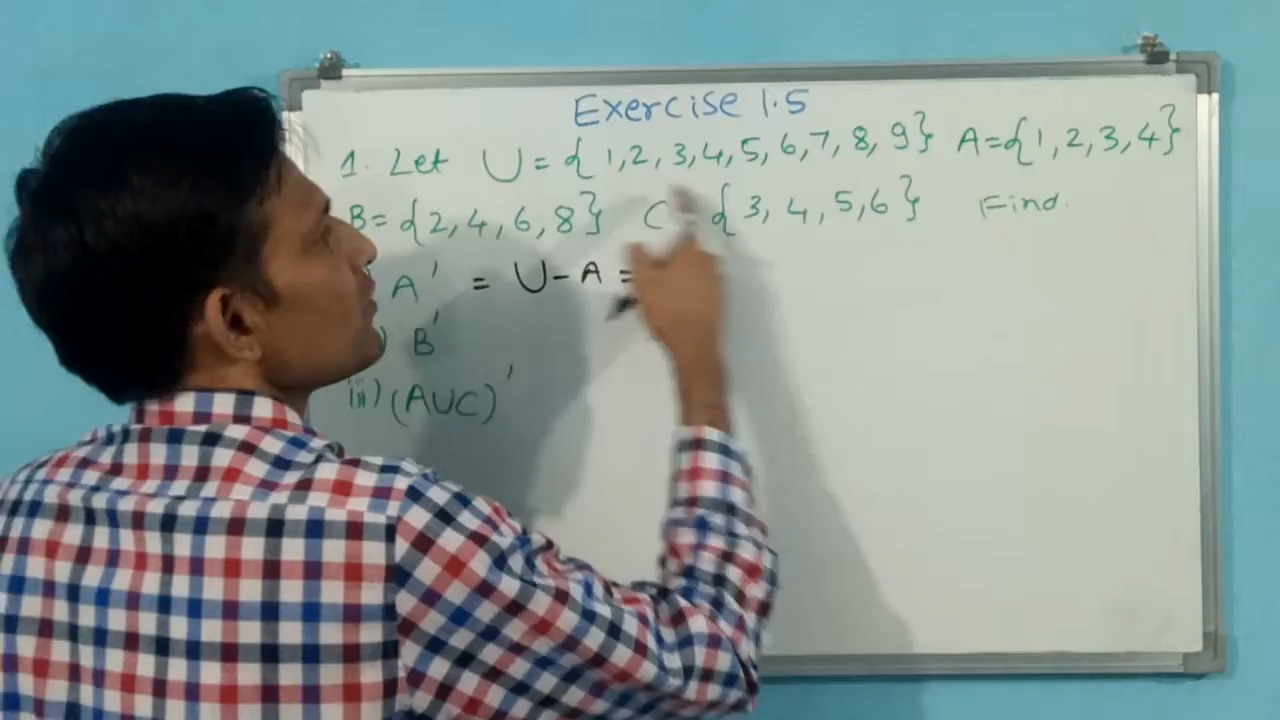 Exercise 1.5
1. Let U = {1,2,3,4,5,6,7,8,9} A={1,2,3,4}
B= {2,4,6,8} C = {3,4,5,6} Find.
A' = U-A =
) B'
iii) (AUC)'